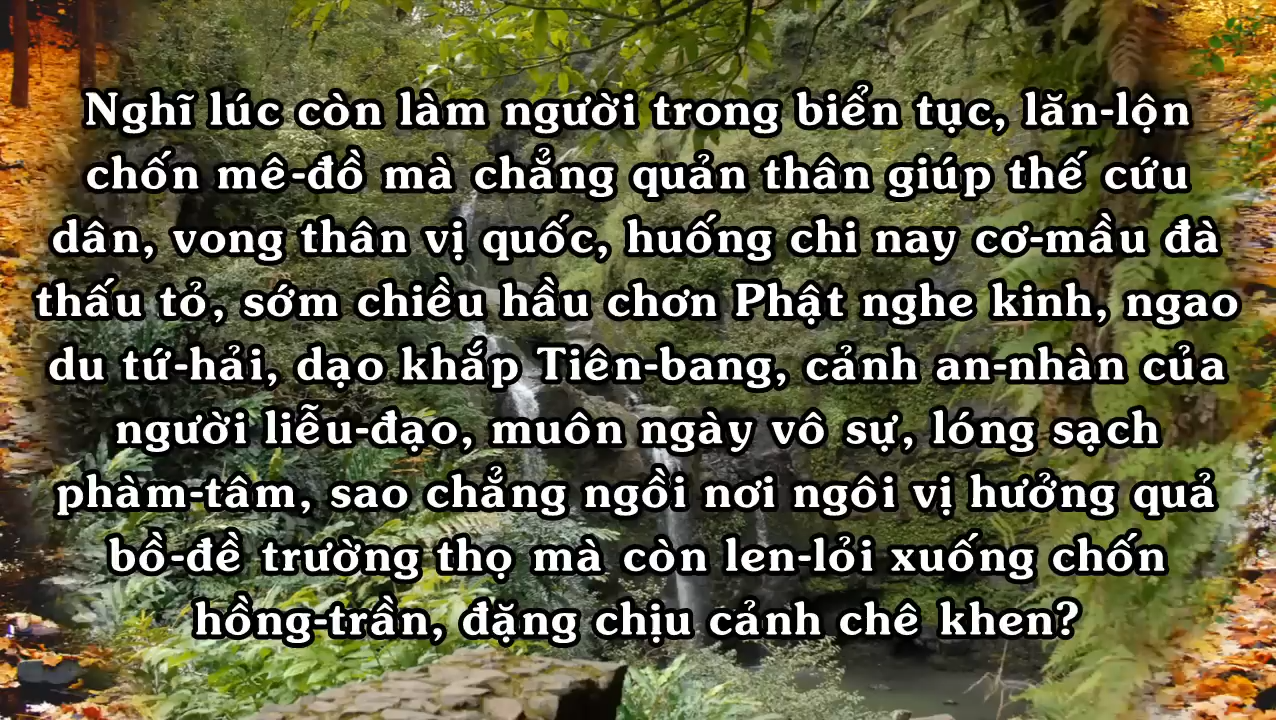 Nghĩ lúc còn làm người trong biển tục, lăn-lộn
chốn mê-đồ mà chẳng quản thân giúp thế cứu
dân, vong thân vị quốc, huống chi nay cơ-mầu đà
thấu tỏ, sớm chiều hầu chơn Phật nghe kinh, ngao
du tứ-hải, dạo khắp Tiên-bang, cảnh an-nhàn của
người liễu-đạo, muôn ngày vô sự, lóng sạch
phàm-tâm, sao chẳng ngồi nơi ngôi vị hưởng quả
bồ-đề trường thọ mà còn len-lỏi xuống chốn
hồng-trần, đặng chịu cảnh chê khen?